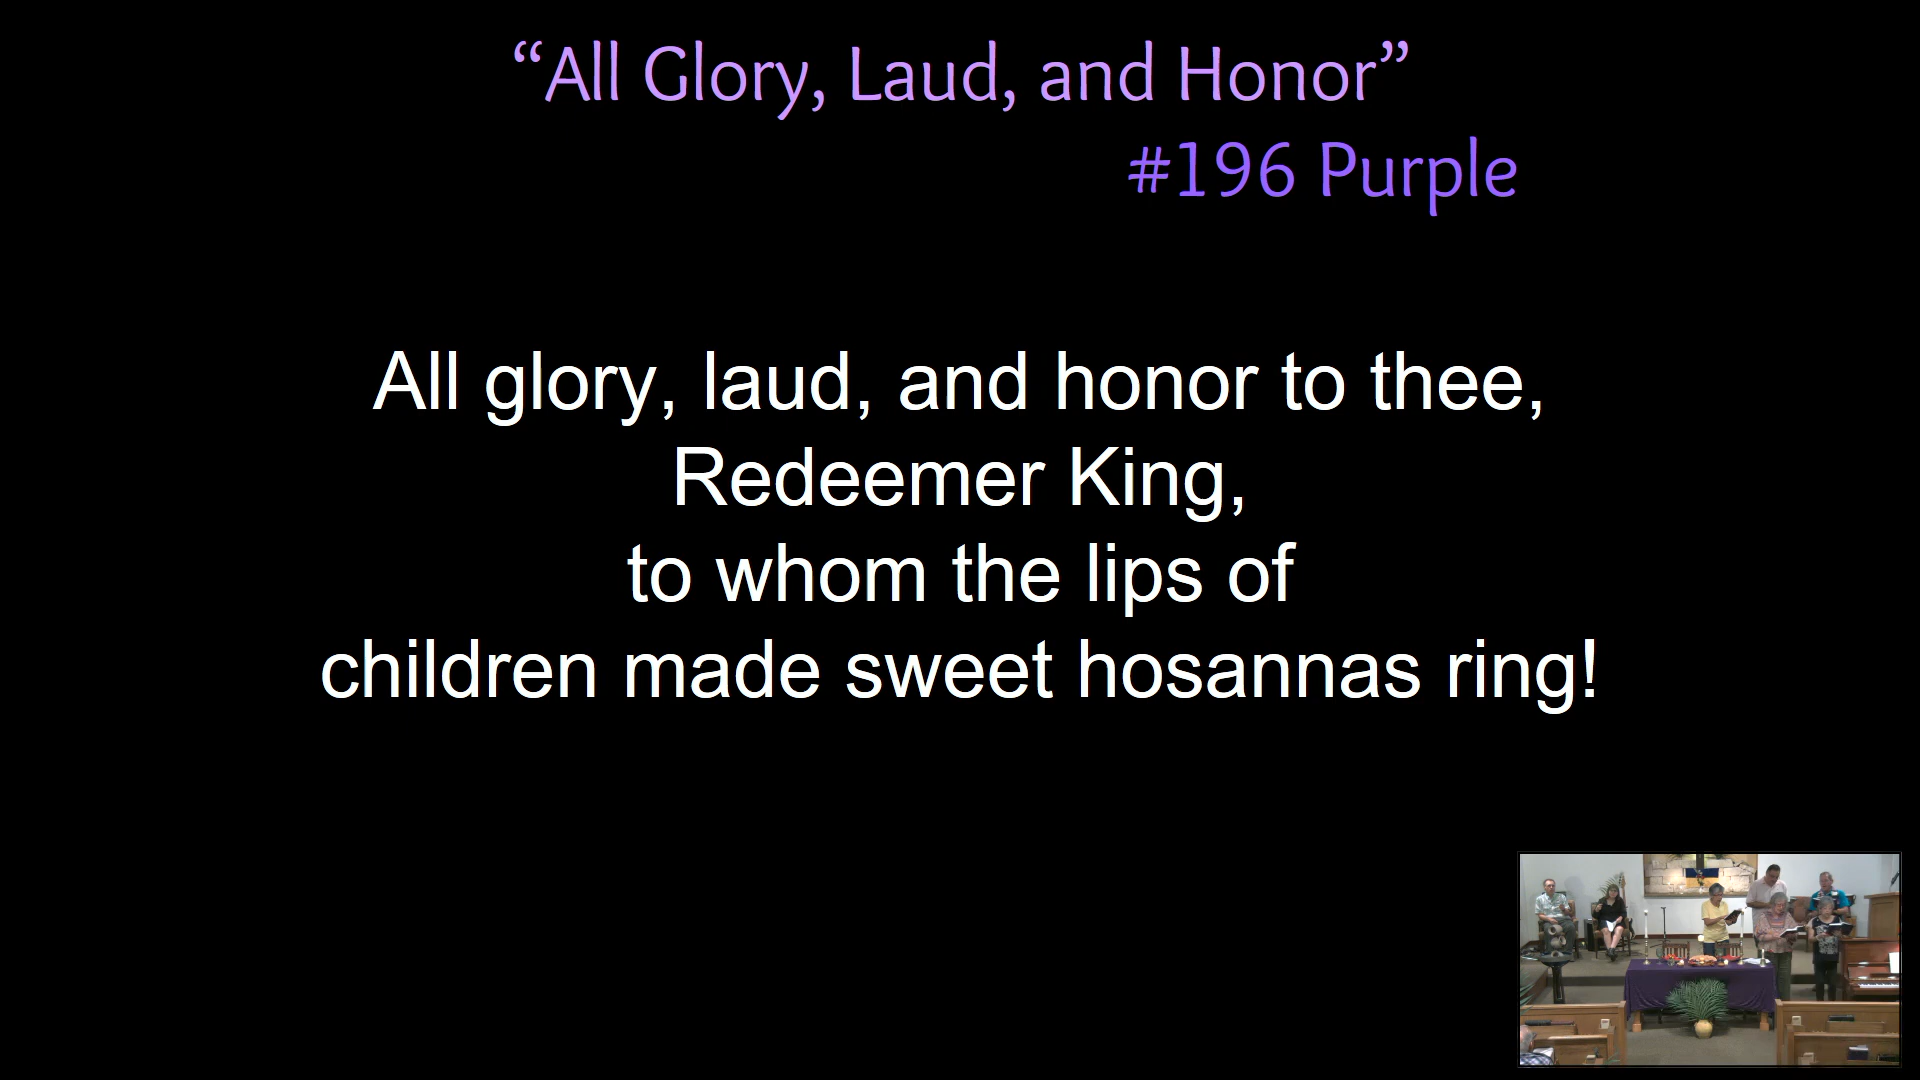 “All Glory, Laud, and Honor”
#196 Purple
All glory, laud, and honor to thee,
Redeemer King,
to whom the lips of
children made sweet hosannas ring!